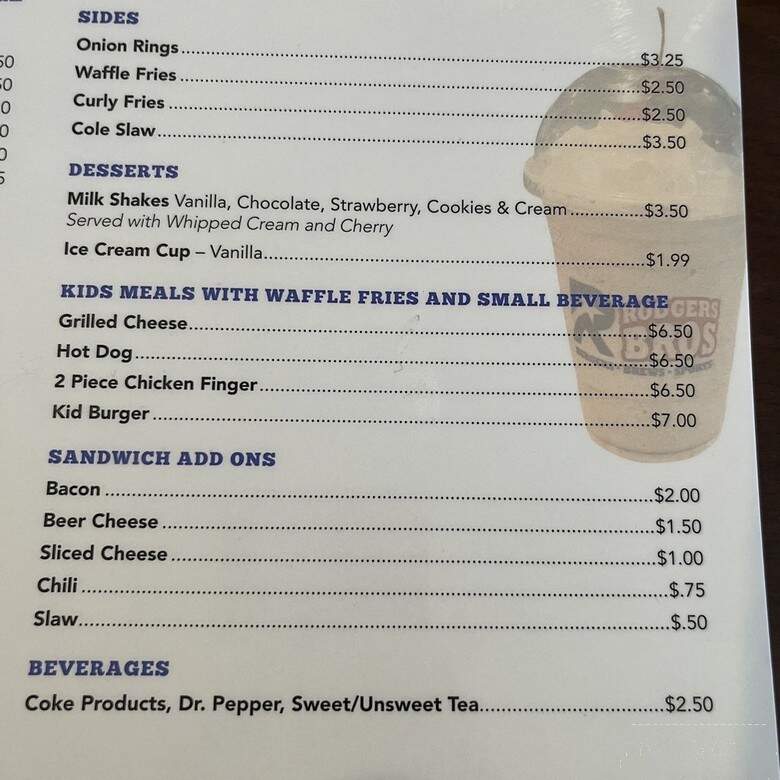 SIDES
Onion Rings $3.25
Waffle Fries $2.50
Curly Fries $2.50
Cole Slaw $3.50
DESSERTS
Milk Shakes Vanilla, Chocolate, Strawberry, Cookies & Cream $3.50
Served with Whipped Cream and Cherry
Ice Cream Cup – Vanilla $1.99
KIDS MEALS WITH WAFFLE FRIES AND SMALL BEVERAGE
Grilled Cheese $6.50
Hot Dog $6.50
2 Piece Chicken Finger $6.50
Kid Burger $7.00
RODGERS
BROS
SANDWICH ADD ONS
Bacon $2.00
Beer Cheese $1.50
Sliced Cheese $1.00
Chili $.75
Slaw $.50
BEVERAGES
Coke Products, Dr. Pepper, Sweet/Unsweet Tea $2.50